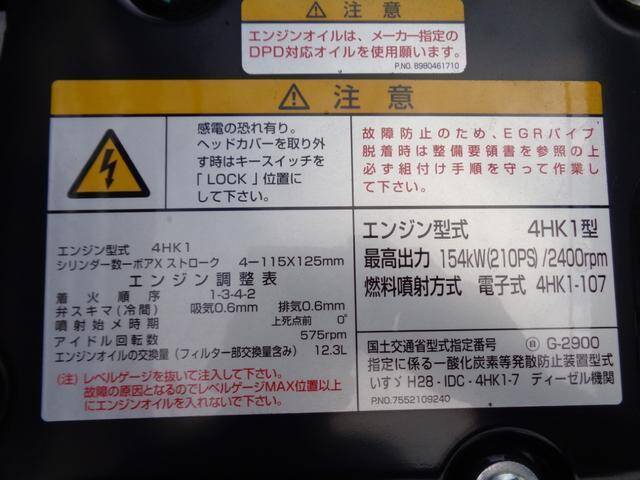 ⚠ 注意
エンジンオイルは、メーカー指定の
DPD対応オイルを使用願います。
P.NO. 8980461710
⚠ 注意
感電の恐れ有り。
ヘッドカバーを取り外
す時はキースイッチを
「LOCK」位置に
してください。
故障防止のため、EGRパイプ
脱着時は整備要領書を参照の上
必ず組付け手順を守って作業
してください。
エンジン型式 4HK1
シリンダー数ーボアXストローク 4ー115X125mm
エンジン調整表
着火順序 1-3-4-2
弁スキマ(冷間) 吸気0.6mm 排気0.6mm
噴射始メ時期 上死点前 0°
アイドル回転数 575rpm
エンジンオイルの交換量(フィルター部交換量含み) 12.3L
(注) レベルゲージを抜いて注入して下さい。
故障の原因となるのでレベルゲージMAX位置以上
にエンジンオイルを入れないで下さい。
エンジン型式 4HK1型
最高出力 154kW(210PS)/2400rpm
燃料噴射方式 電子式 4HK1-107
国土交通省型式指定番号 G-2900
指定に係る一酸化炭素等発散防止装置型式
いすゞ H28-IDC-4HK1-7 ディーゼル機関
P.NO.7552109240